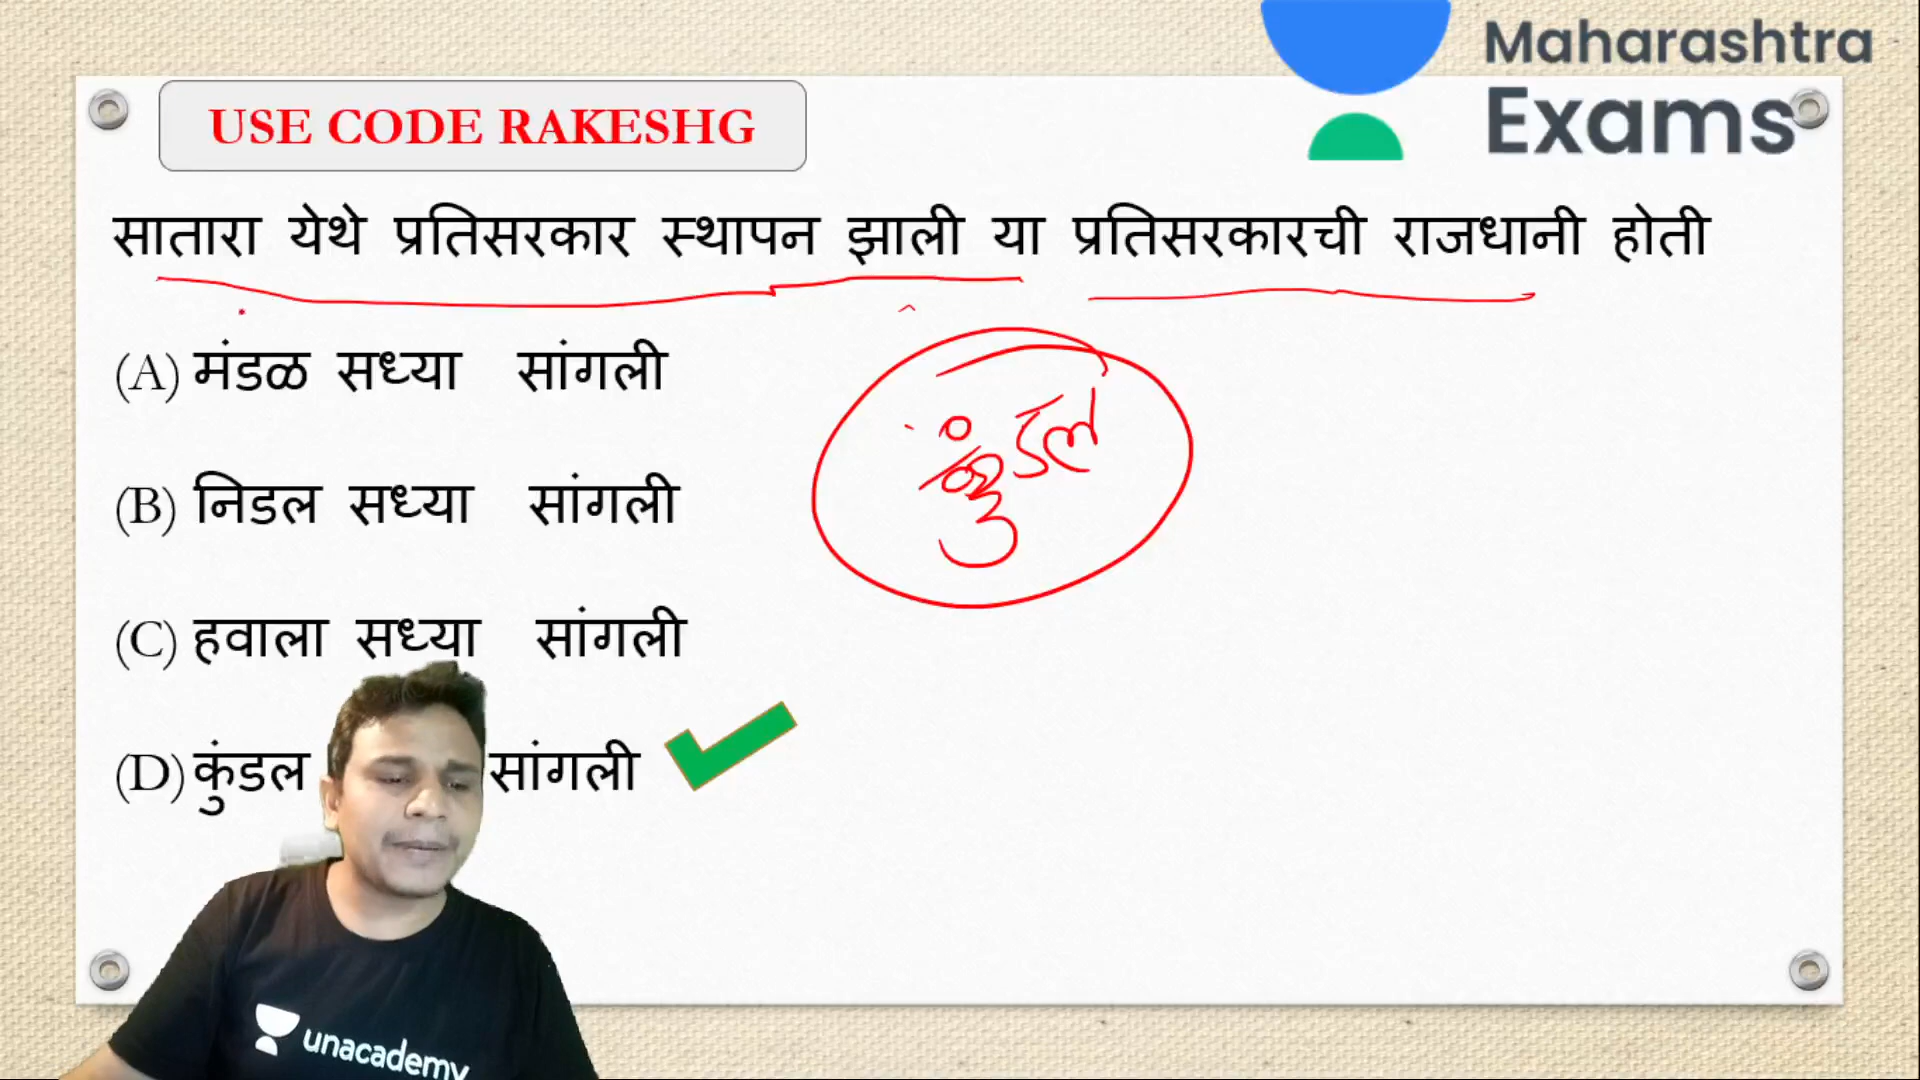 Maharashtra
Exams
USE CODE RAKESHG
सातारा येथे प्रतिसरकार स्थापन झाली या प्रतिसरकारची राजधानी होती
(A) मंडळ सध्या सांगली
(B) निडल सध्या सांगली
कुंडल
(C) हवाला सध्या सांगली
(D) कुंडल सांगली
unacademy